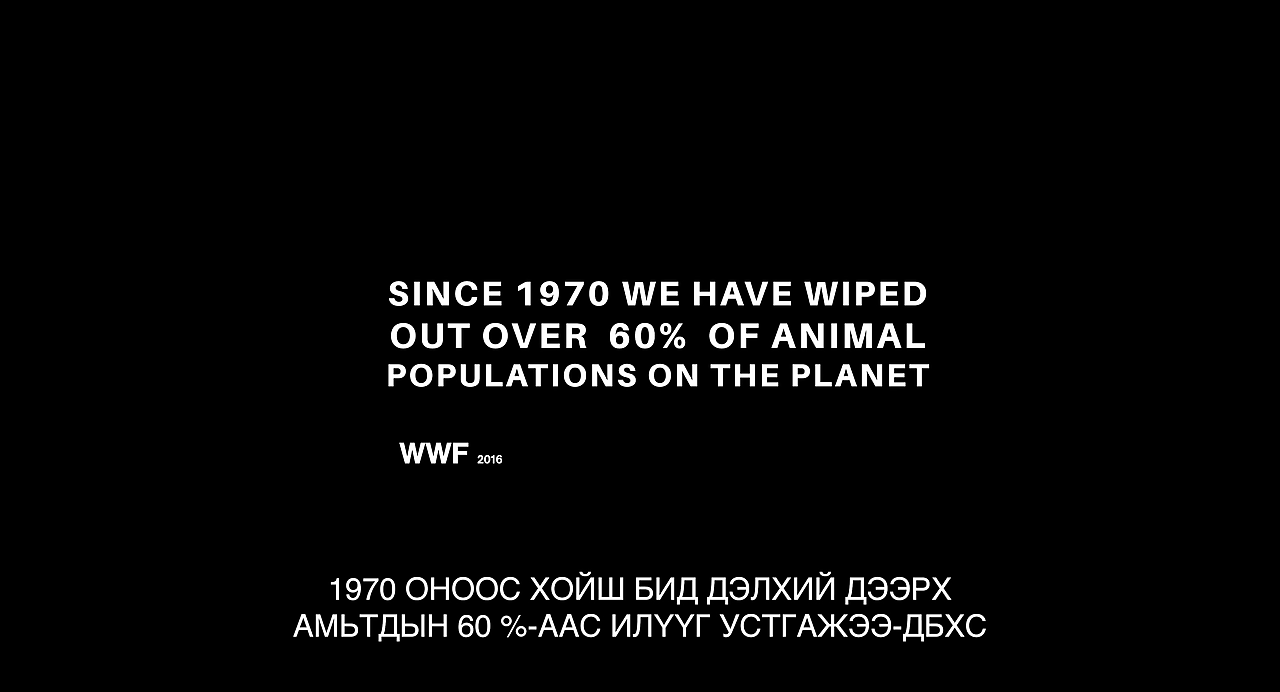 SINCE 1970 WE HAVE WIPED
OUT OVER 60% OF ANIMAL
POPULATIONS ON THE PLANET
WWF 2016
1970 ОНООС ХОЙШ БИД ДЭЛХИЙ ДЭЭРХ
АМЬТДЫН 60 %-ААС ИЛҮҮГ УСТГАЖЭЭ-ДБХС